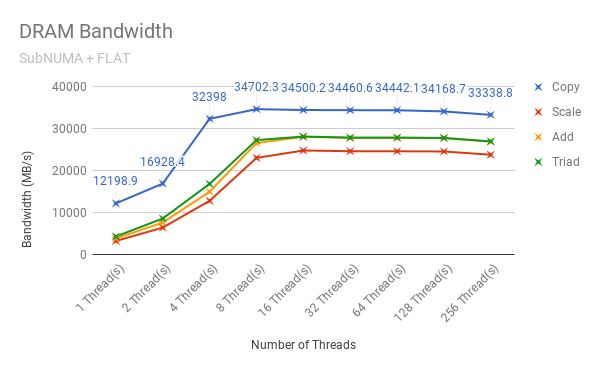 DRAM Bandwidth
SubNUMA + FLAT
Bandwidth (MB/s)
40000
30000
20000
10000
0
12198.9
16928.4
32398
34702.3
34500.2
34460.6
34442.1
34168.7
33338.8
Copy
Scale
Add
Triad
1 Thread(s)
2 Thread(s)
4 Thread(s)
8 Thread(s)
16 Thread(s)
32 Thread(s)
64 Thread(s)
128 Thread(s)
256 Thread(s)
Number of Threads